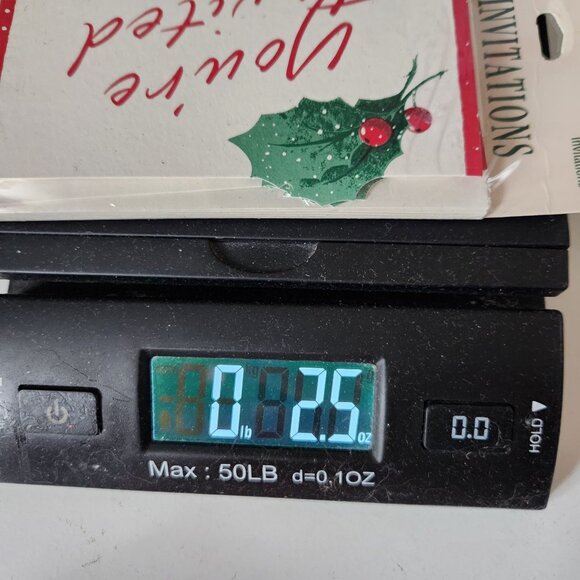 You're
invited
INVITATIONS
0 lb 2.5 oz
0.0
HOLD
Max : 50LB d=0.1OZ